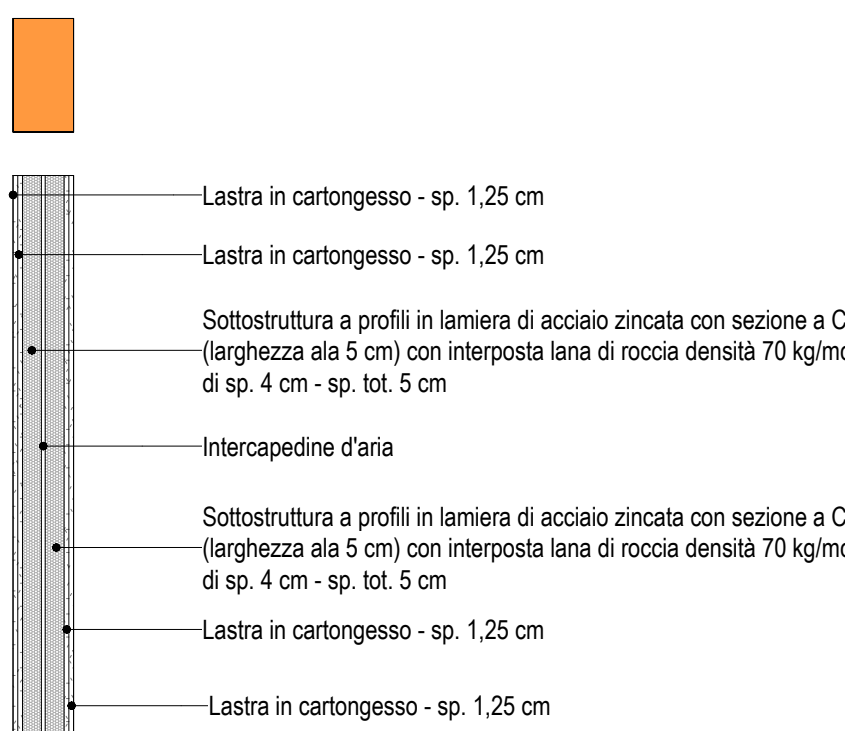 Lastra in cartongesso - sp. 1,25 cm
Lastra in cartongesso - sp. 1,25 cm
Sottostruttura a profili in lamiera di acciaio zincata con sezione a C
(larghezza ala 5 cm) con interposta lana di roccia densità 70 kg/mc
di sp. 4 cm - sp. tot. 5 cm
Intercapedine d'aria
Sottostruttura a profili in lamiera di acciaio zincata con sezione a C
(larghezza ala 5 cm) con interposta lana di roccia densità 70 kg/mc
di sp. 4 cm - sp. tot. 5 cm
Lastra in cartongesso - sp. 1,25 cm
Lastra in cartongesso - sp. 1,25 cm